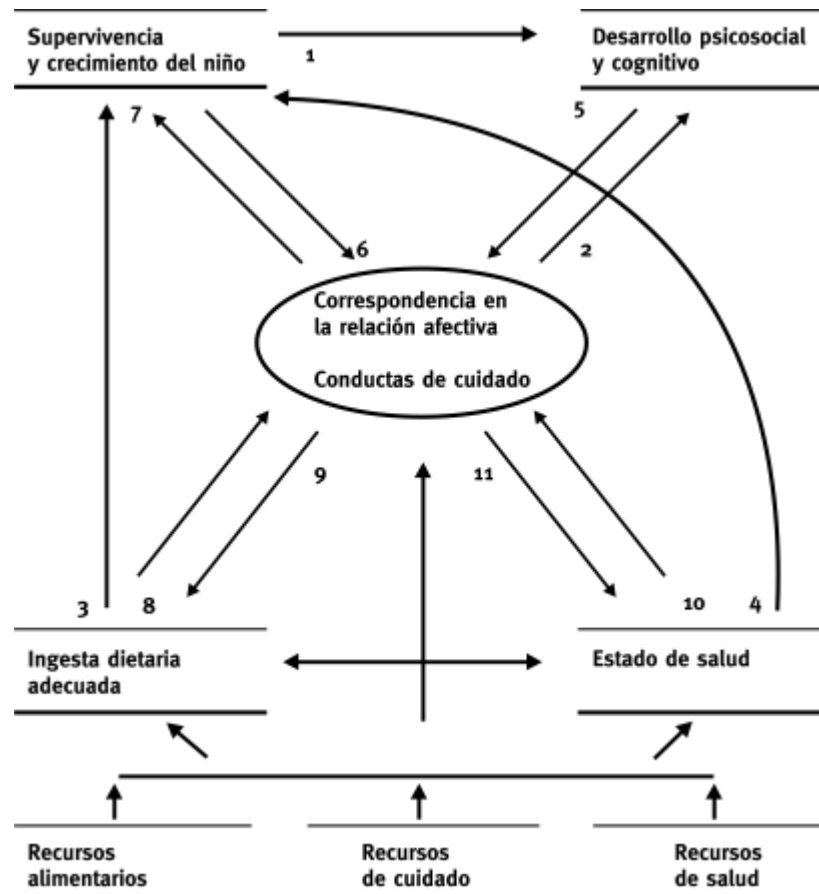 Supervivencia
y crecimiento del niño
1
Desarrollo psicosocial
y cognitivo
7
5
6
2
Correspondencia en
la relación afectiva
Conductas de cuidado
9
11
3
8
10
4
Ingesta dietaria
adecuada
Estado de salud
Recursos
alimentarios
Recursos
de cuidado
Recursos
de salud